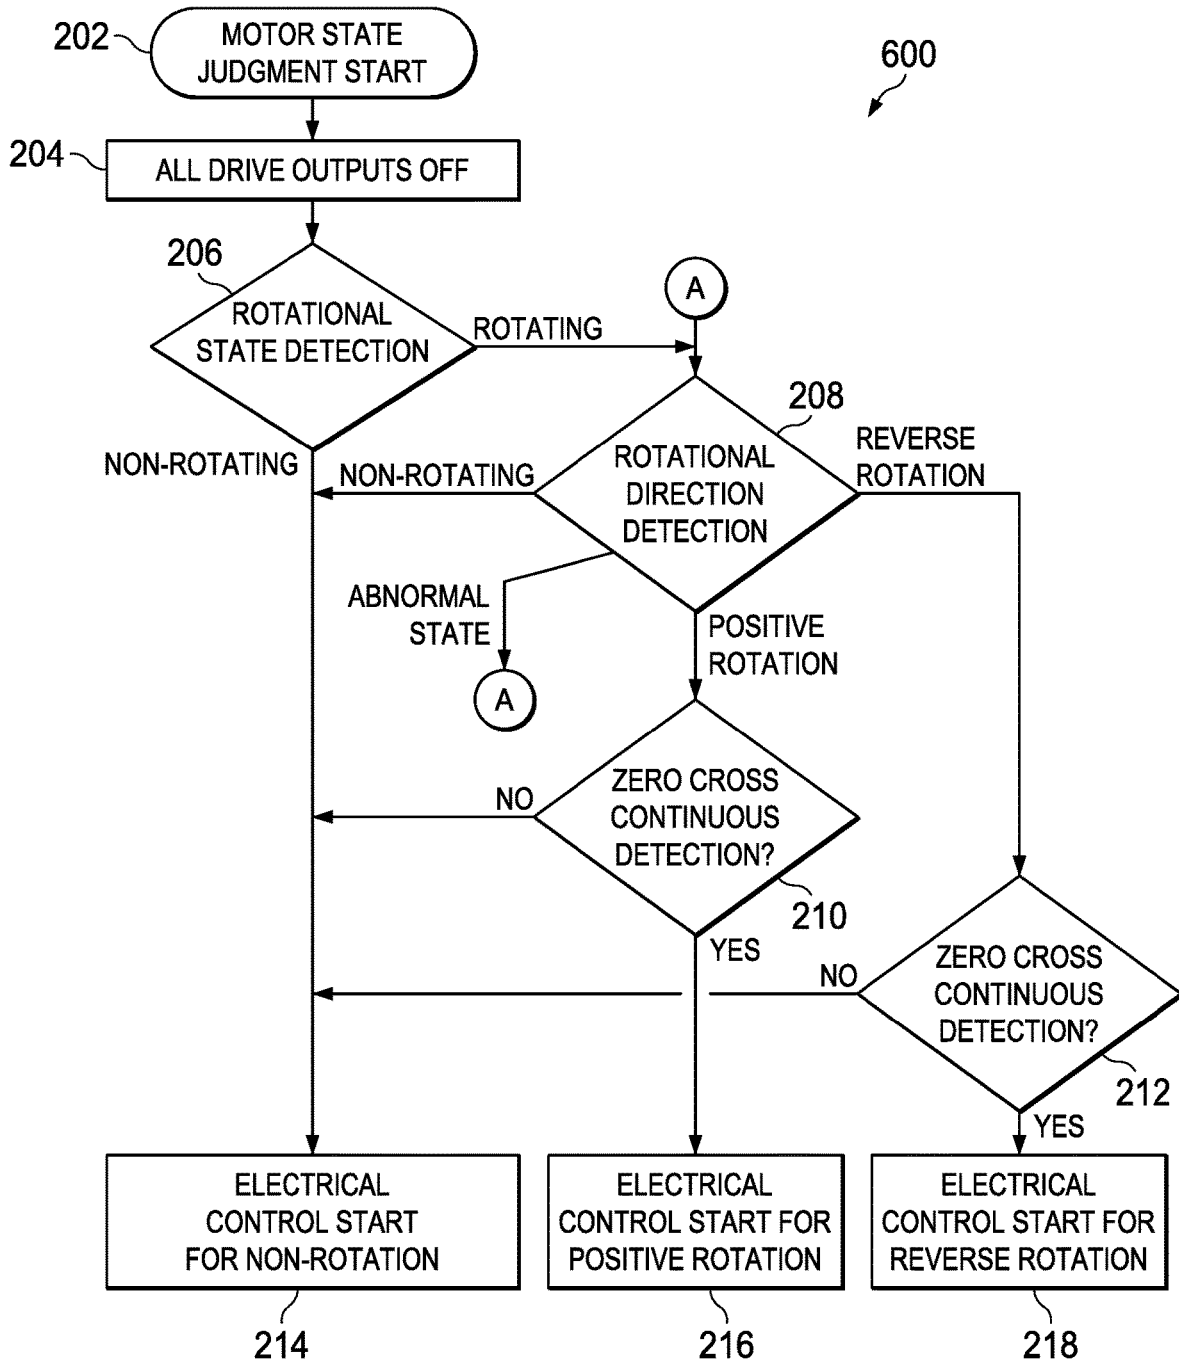 202
MOTOR STATE
JUDGMENT START
600
204
ALL DRIVE OUTPUTS OFF
206
ROTATIONAL
STATE DETECTION
ROTATING
A
208
NON-ROTATING
NON-ROTATING
ROTATIONAL
DIRECTION
DETECTION
REVERSE
ROTATION
ABNORMAL
STATE
A
POSITIVE
ROTATION
NO
ZERO CROSS
CONTINUOUS
DETECTION?
210
YES
NO
ZERO CROSS
CONTINUOUS
DETECTION?
212
YES
ELECTRICAL
CONTROL START
FOR NON-ROTATION
214
ELECTRICAL
CONTROL START FOR
POSITIVE ROTATION
216
ELECTRICAL
CONTROL START FOR
REVERSE ROTATION
218